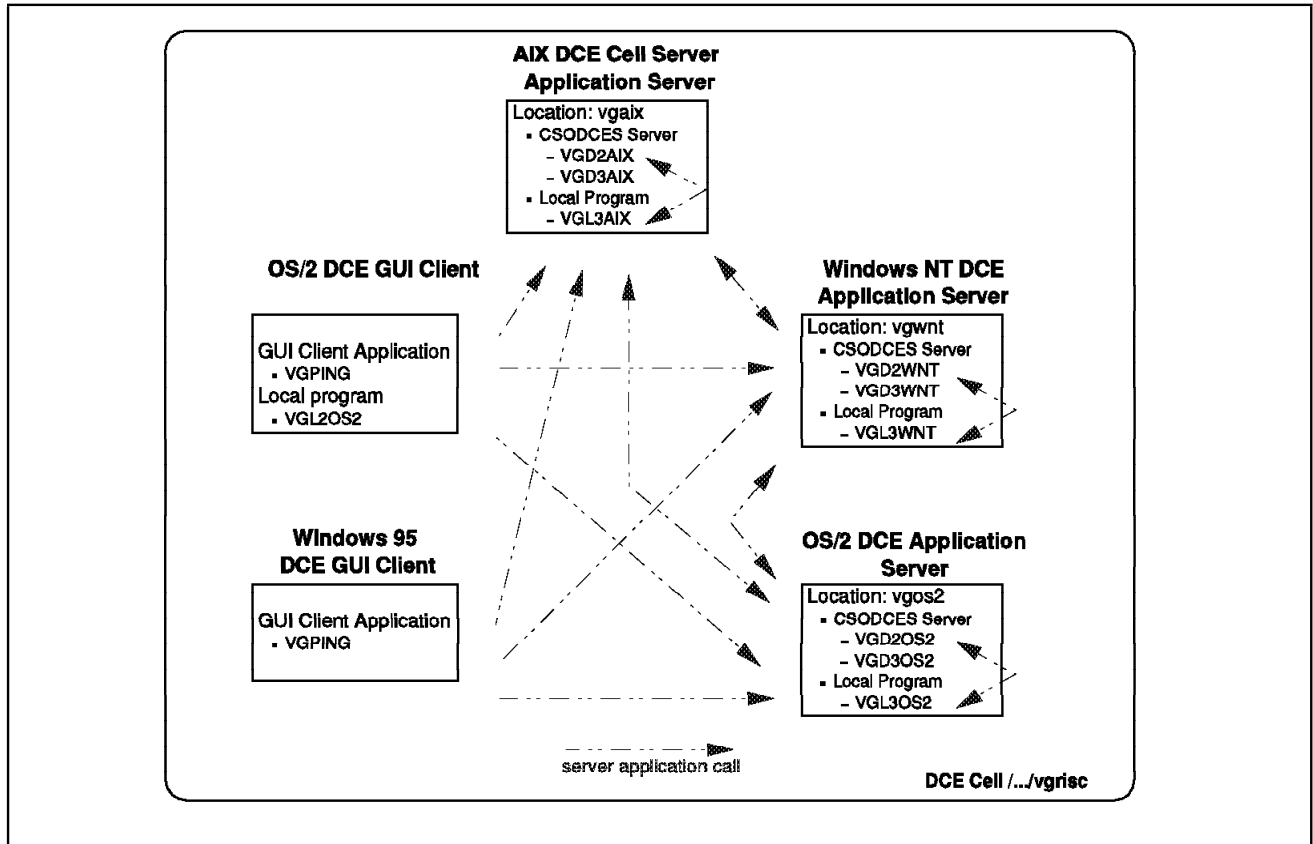 AIX DCE Cell Server
Application Server
Location: vgaix
▪ CSODCES Server
– VGD2AIX
– VGD3AIX
▪ Local Program
– VGL3AIX
OS/2 DCE GUI Client
GUI Client Application
▪ VGPING
Local program
▪ VGL2OS2
Windows NT DCE
Application Server
Location: vgwnt
▪ CSODCES Server
– VGD2WNT
– VGD3WNT
▪ Local Program
– VGL3WNT
Windows 95
DCE GUI Client
GUI Client Application
▪ VGPING
OS/2 DCE Application
Server
Location: vgos2
▪ CSODCES Server
– VGD2OS2
– VGD3OS2
▪ Local Program
– VGL3OS2
server application call
DCE Cell /.../vgrisc